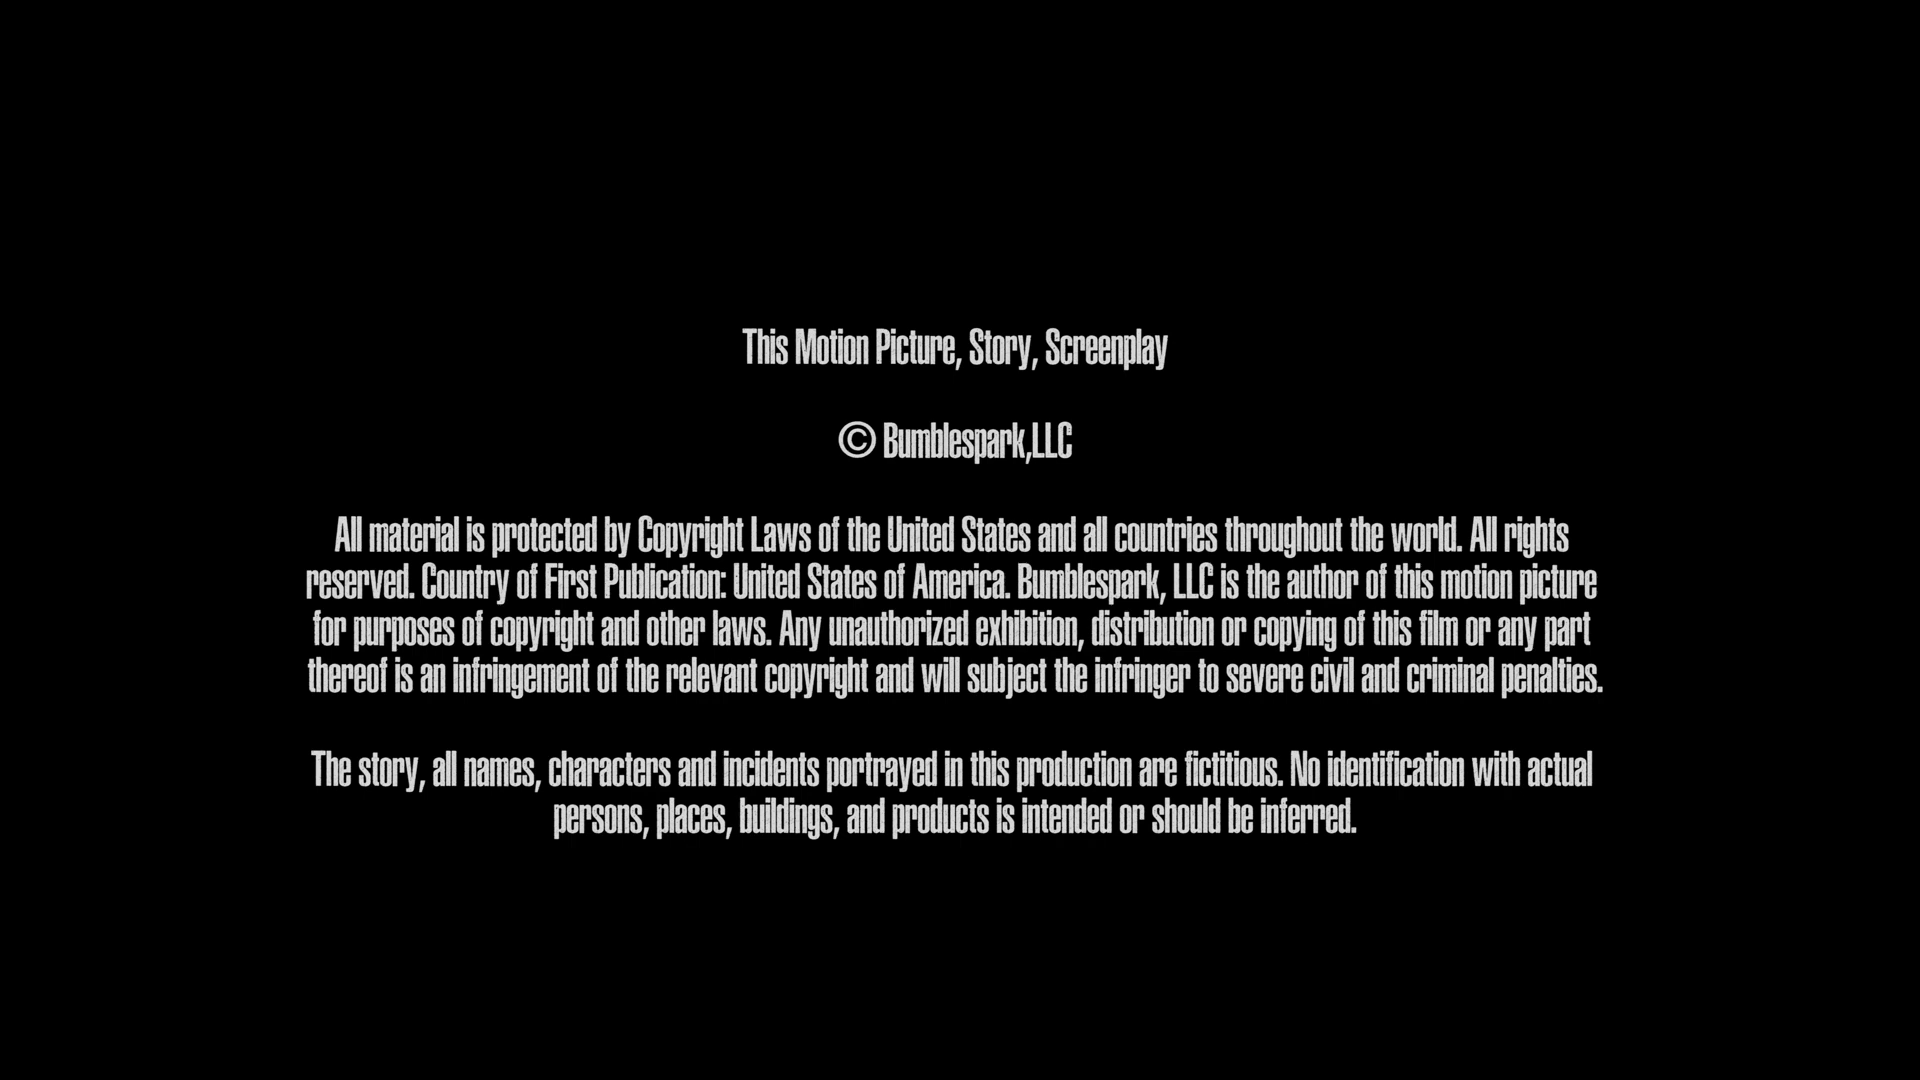 This Motion Picture, Story, Screenplay
© Bumblespark,LLC
All material is protected by Copyright Laws of the United States and all countries throughout the world. All rights
reserved. Country of First Publication: United States of America. Bumblespark, LLC is the author of this motion picture
for purposes of copyright and other laws. Any unauthorized exhibition, distribution or copying of this film or any part
thereof is an infringement of the relevant copyright and will subject the infringer to severe civil and criminal penalties.
The story, all names, characters and incidents portrayed in this production are fictitious. No identification with actual
persons, places, buildings, and products is intended or should be inferred.